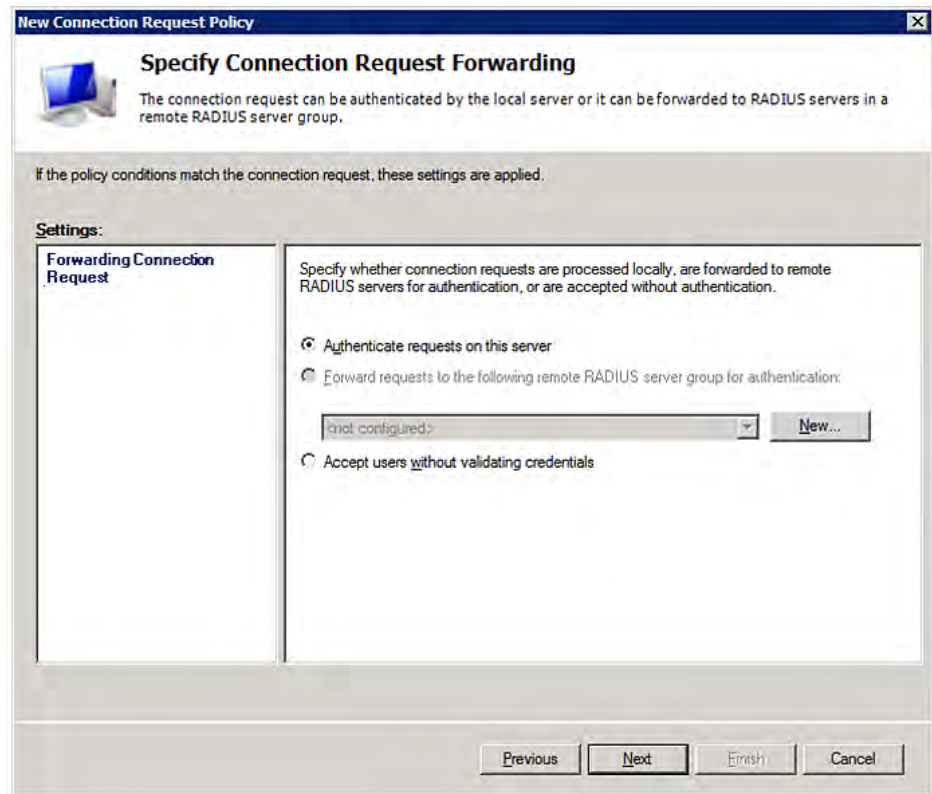 New Connection Request Policy
Specify Connection Request Forwarding
The connection request can be authenticated by the local server or it can be forwarded to RADIUS servers in a
remote RADIUS server group.
If the policy conditions match the connection request, these settings are applied.
Settings:
Forwarding Connection
Request
Specify whether connection requests are processed locally, are forwarded to remote
RADIUS servers for authentication, or are accepted without authentication.
Authenticate requests on this server
Forward requests to the following remote RADIUS server group for authentication:
<not configured>
New...
Accept users without validating credentials
Previous
Next
Finish
Cancel